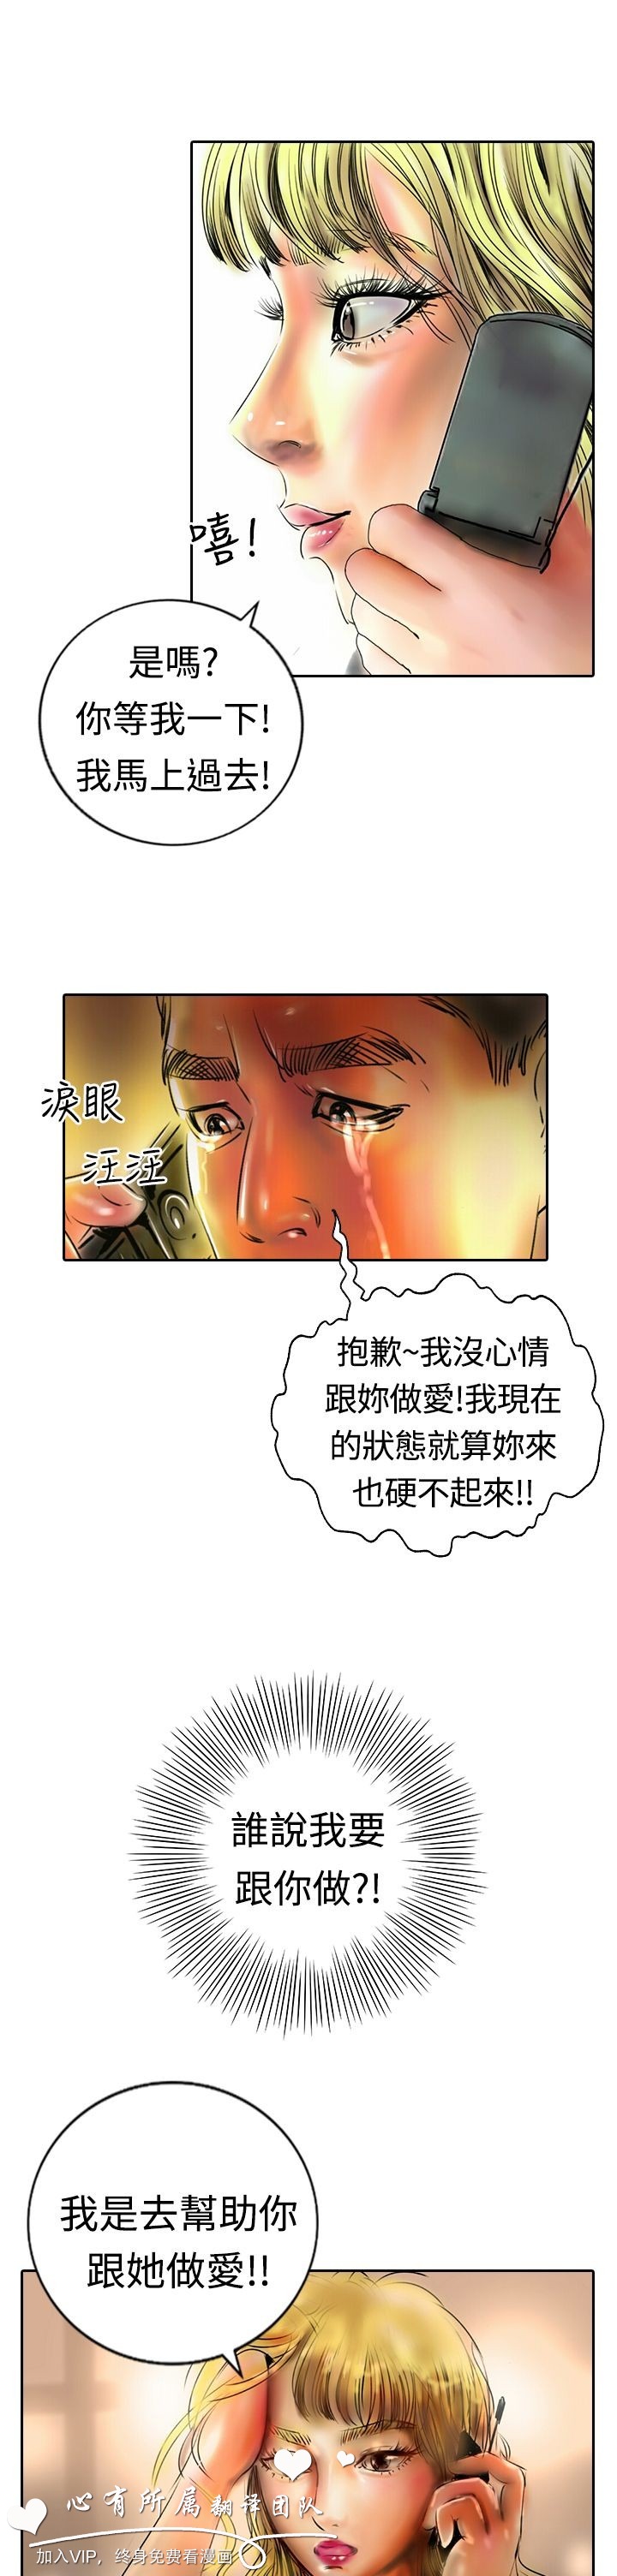 嘻!
是嗎?
你等我一下!
我馬上過去!
淚眼
汪汪
抱歉~我沒心情
跟妳做愛!我現在
的狀態就算妳來
也硬不起來!!
誰說我要
跟你做?!
我是去幫助你
跟她做愛!!
心有所属翻译团队
加入VIP，终身免费看漫画